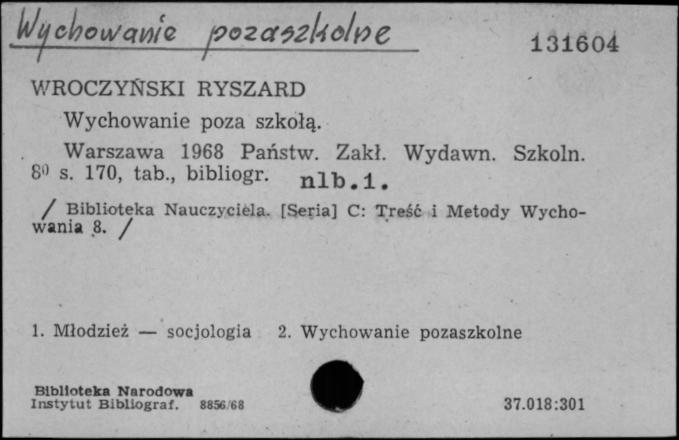 Wychowanie pozaszkolne
131604
WROCZYŃSKI RYSZARD
Wychowanie poza szkołą.
Warszawa 1968 Państw. Zakł. Wydawn. Szkoln.
8⁰ s. 170, tab., bibliogr. nlb.1.
/ Biblioteka Nauczyciela. [Seria] C: Treść i Metody Wycho-
wania 8. /
1. Młodzież — socjologia 2. Wychowanie pozaszkolne
Biblioteka Narodowa
Instytut Bibliograf. 8856/68
37.018:301